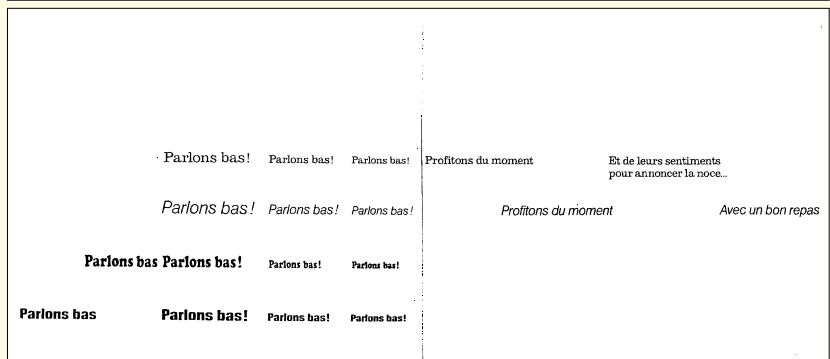 Parlons bas! Parlons bas! Parlons bas! Profitons du moment Et de leurs sentiments
pour annoncer la noce...
Parlons bas! Parlons bas! Parlons bas! Profitons du moment Avec un bon repas
Parlons bas Parlons bas! Parlons bas! Parlons bas!
Parlons bas Parlons bas! Parlons bas! Parlons bas!